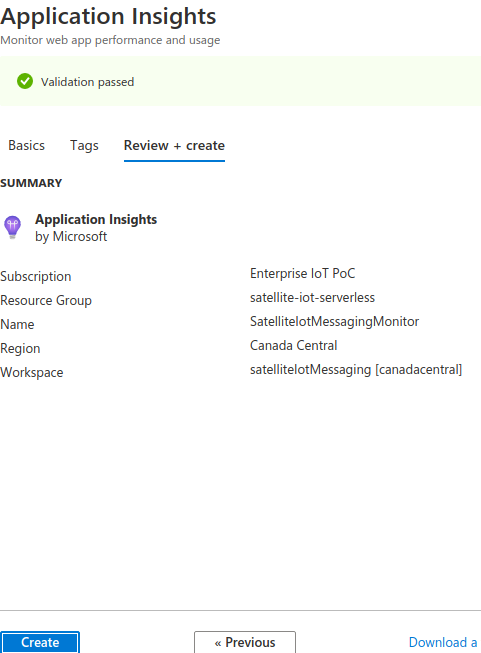 Application Insights
Monitor web app performance and usage
Validation passed
Basics Tags Review + create
SUMMARY
Application Insights
by Microsoft
Subscription Enterprise IoT PoC
Resource Group satellite-iot-serverless
Name SatelliteIotMessagingMonitor
Region Canada Central
Workspace satelliteIotMessaging [canadacentral]
Create « Previous Download a